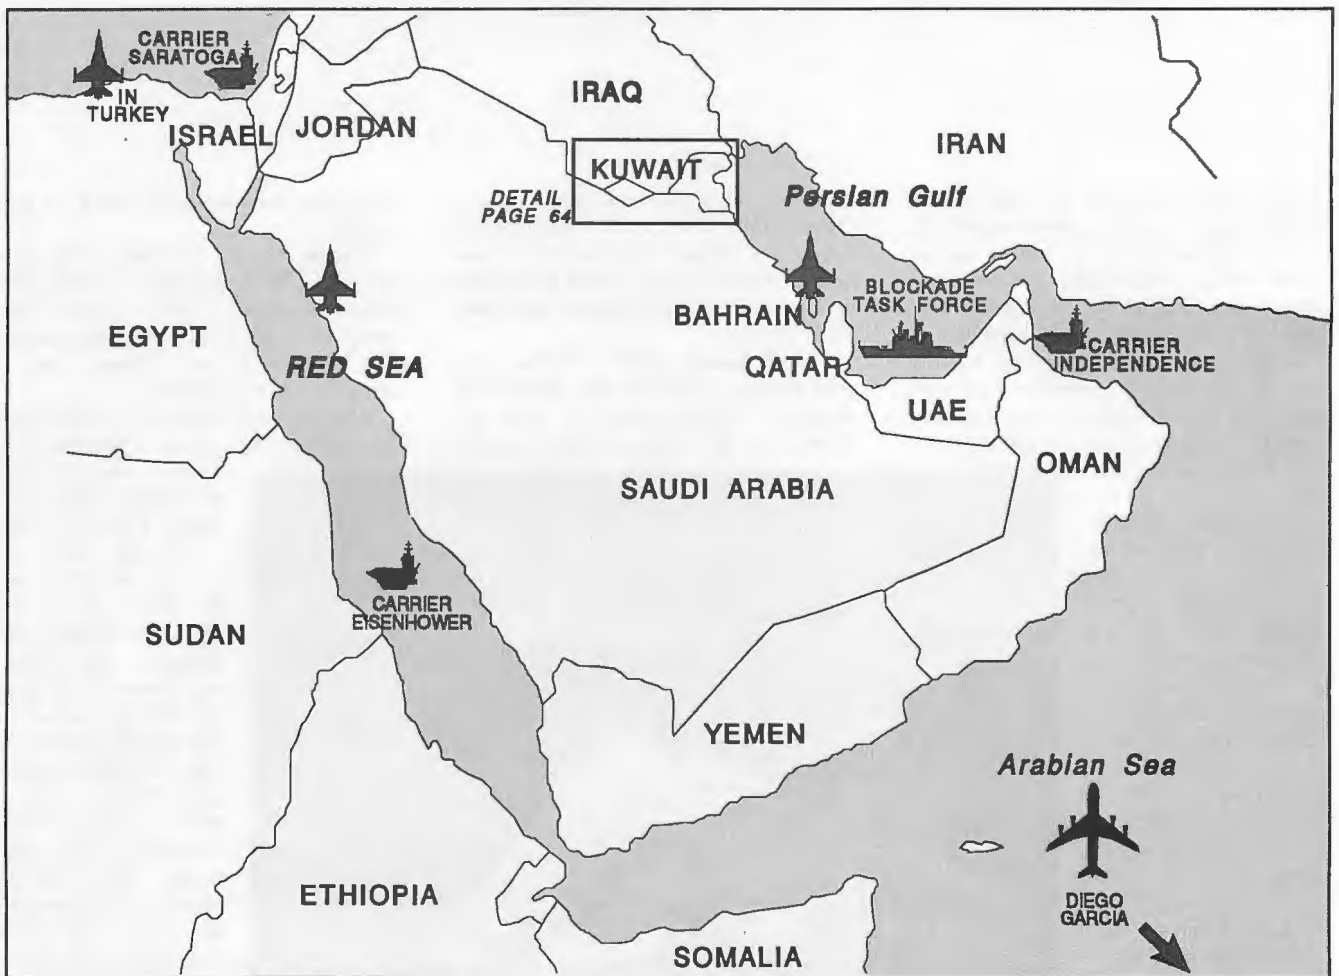 CARRIER
SARATOGA
IN
TURKEY
ISRAEL
JORDAN
IRAQ
IRAN
KUWAIT
DETAIL
PAGE 64
Persian Gulf
BLOCKADE
TASK FORCE
BAHRAIN
EGYPT
RED SEA
QATAR
CARRIER
INDEPENDENCE
UAE
OMAN
SAUDI ARABIA
CARRIER
EISENHOWER
SUDAN
YEMEN
Arabian Sea
ETHIOPIA
DIEGO
GARCIA
SOMALIA